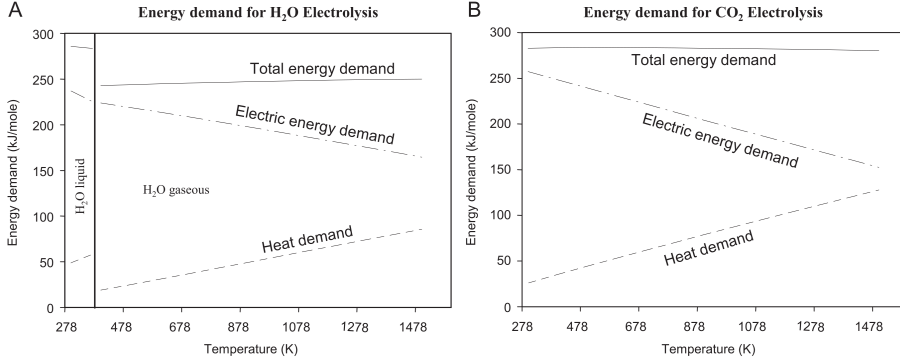 A
Energy demand for H₂O Electrolysis
Energy demand (kJ/mole)
300
250
200
150
100
50
0
278
478
678
878
1078
1278
1478
Temperature (K)
H₂O liquid
H₂O gaseous
Total energy demand
Electric energy demand
Heat demand
B
Energy demand for CO₂ Electrolysis
Energy demand (kJ/mole)
300
250
200
150
100
50
0
278
478
678
878
1078
1278
1478
Temperature (K)
Total energy demand
Electric energy demand
Heat demand